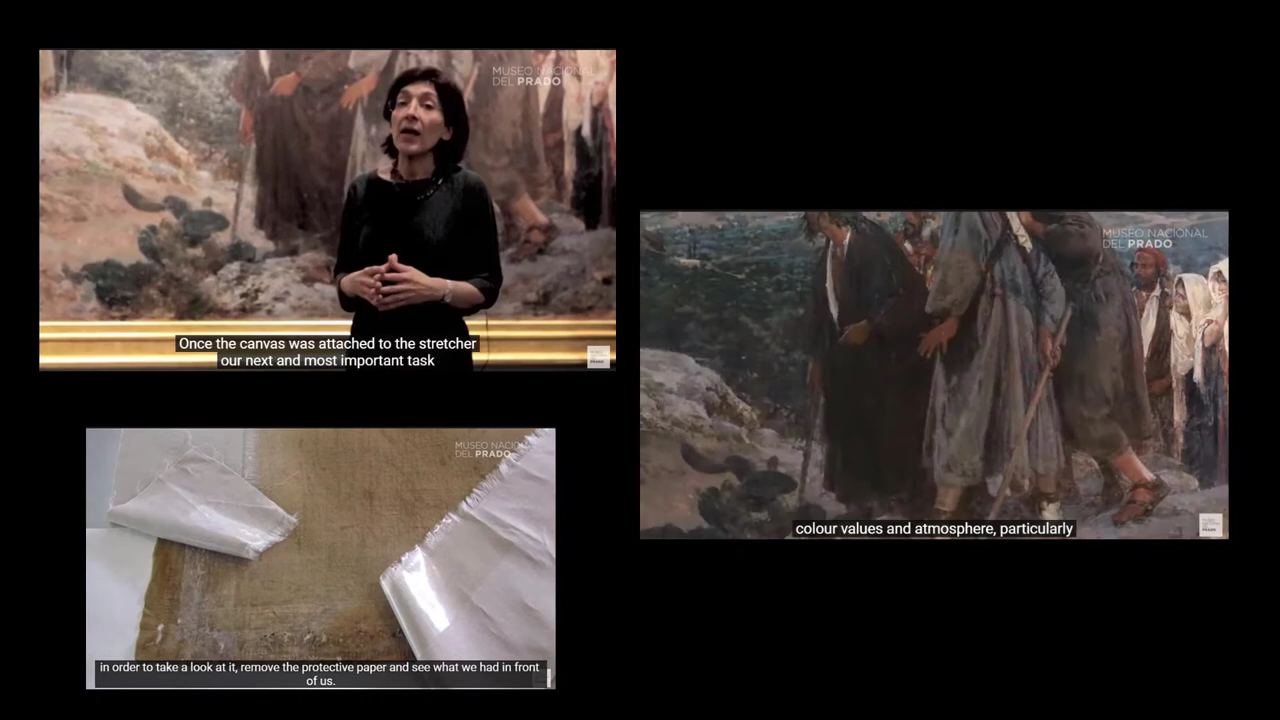 MUSEO NACIONAL
DEL PRADO
Once the canvas was attached to the stretcher
our next and most important task
MUSEO NACIONAL
DEL PRADO
colour values and atmosphere, particularly
MUSEO NACIONAL
DEL PRADO
in order to take a look at it, remove the protective paper and see what we had in front
of us.